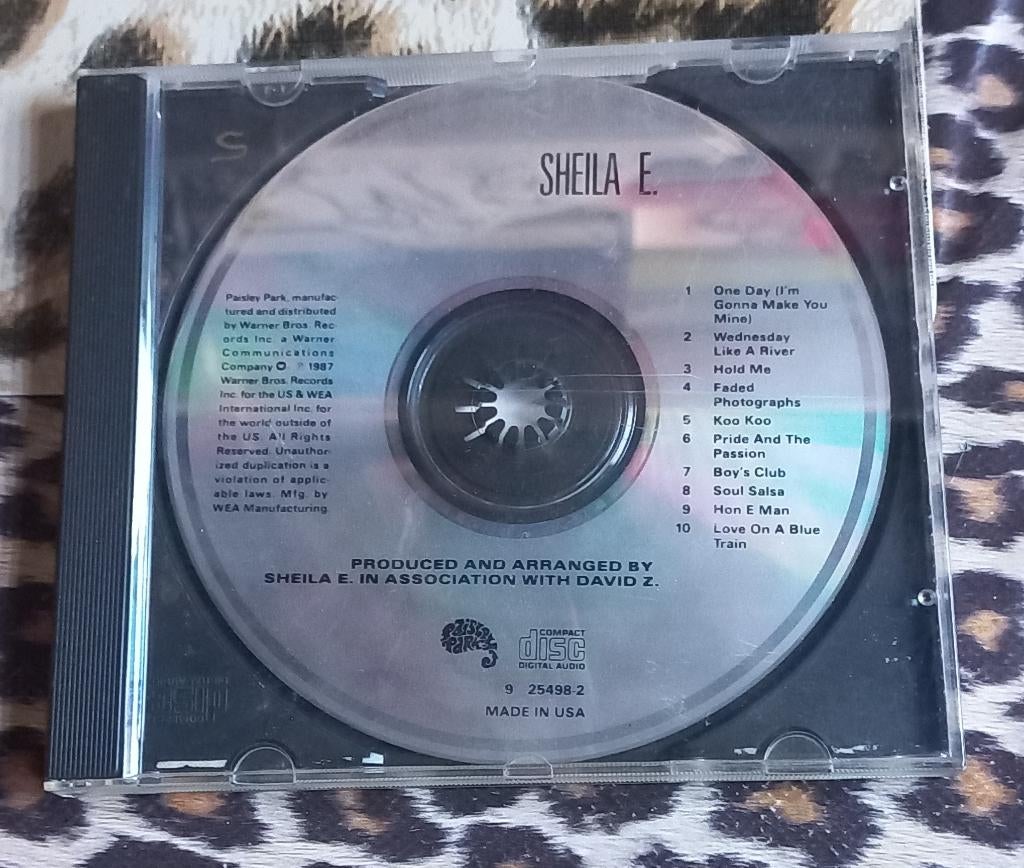 SHEILA E.
Paisley Park, manufac-
tured and distributed
by Warner Bros. Rec-
ords Inc. a Warner
Communications
Company © ℗ 1987
Warner Bros. Records
Inc. for the US & WEA
International Inc. for
the world outside of
the US. All Rights
Reserved. Unauthor-
ized duplication is a
violation of applic-
able laws. Mfg. by
WEA Manufacturing.
1 One Day (I'm
Gonna Make You
Mine)
2 Wednesday
Like A River
3 Hold Me
4 Faded
Photographs
5 Koo Koo
6 Pride And The
Passion
7 Boy's Club
8 Soul Salsa
9 Hon E Man
10 Love On A Blue
Train
PRODUCED AND ARRANGED BY
SHEILA E. IN ASSOCIATION WITH DAVID Z.
PAISLEY
PARK
COMPACT
disc
DIGITAL AUDIO
9 25498-2
MADE IN USA